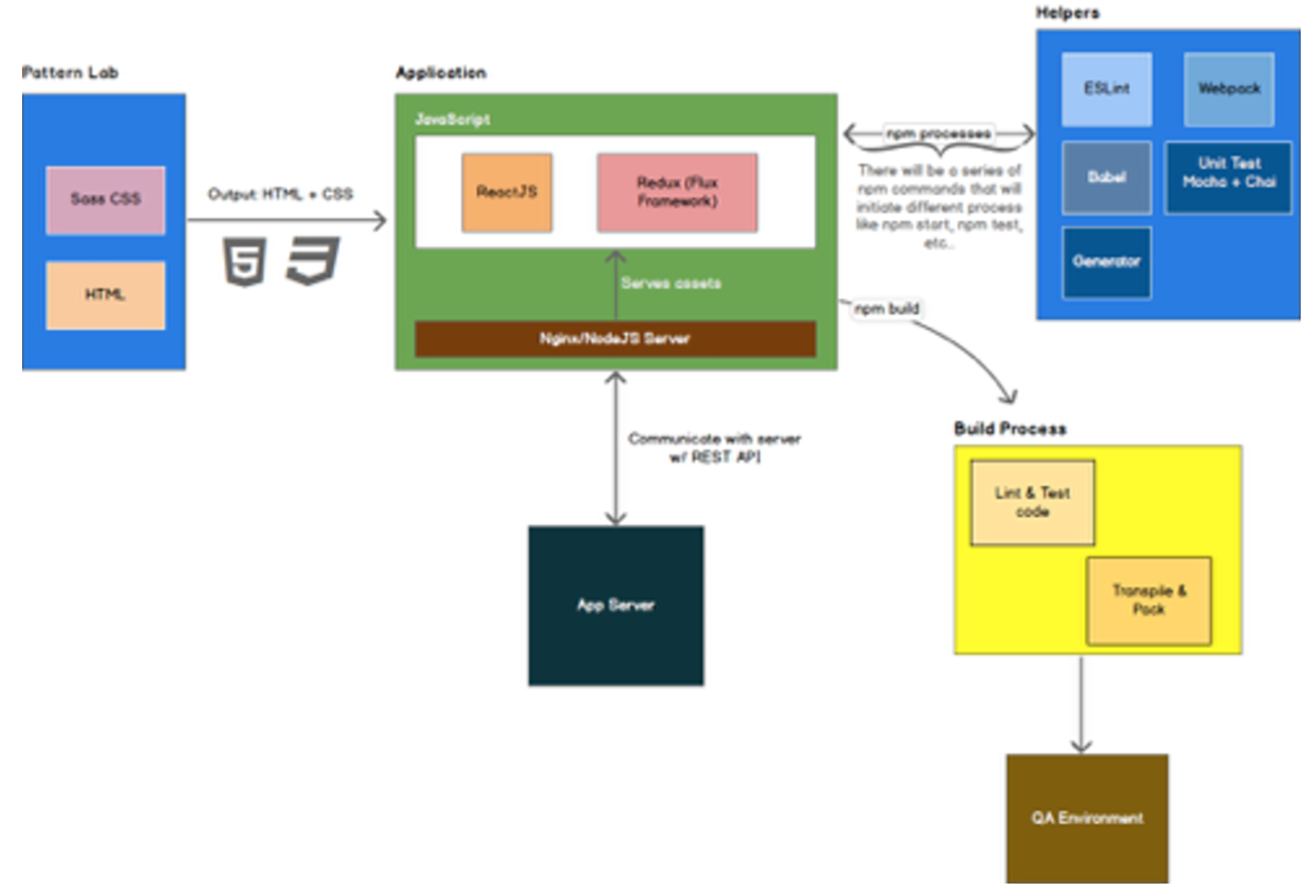 Helpers
Pattern Lab
Application
ESLint
Webpack
JavaScript
npm processes
ReactJS
Redux (Flux
Framework)
Sass CSS
Output: HTML + CSS
There will be a series of
npm commands that will
initiate different process
like npm start, npm test,
etc..
Babel
Unit Test
Mocha + Chai
5
3
HTML
Serves assets
Generator
npm build
Nginx/NodeJS Server
Build Process
Communicate with server
w/ REST API
Lint & Test
code
App Server
Transpile &
Pack
QA Environment